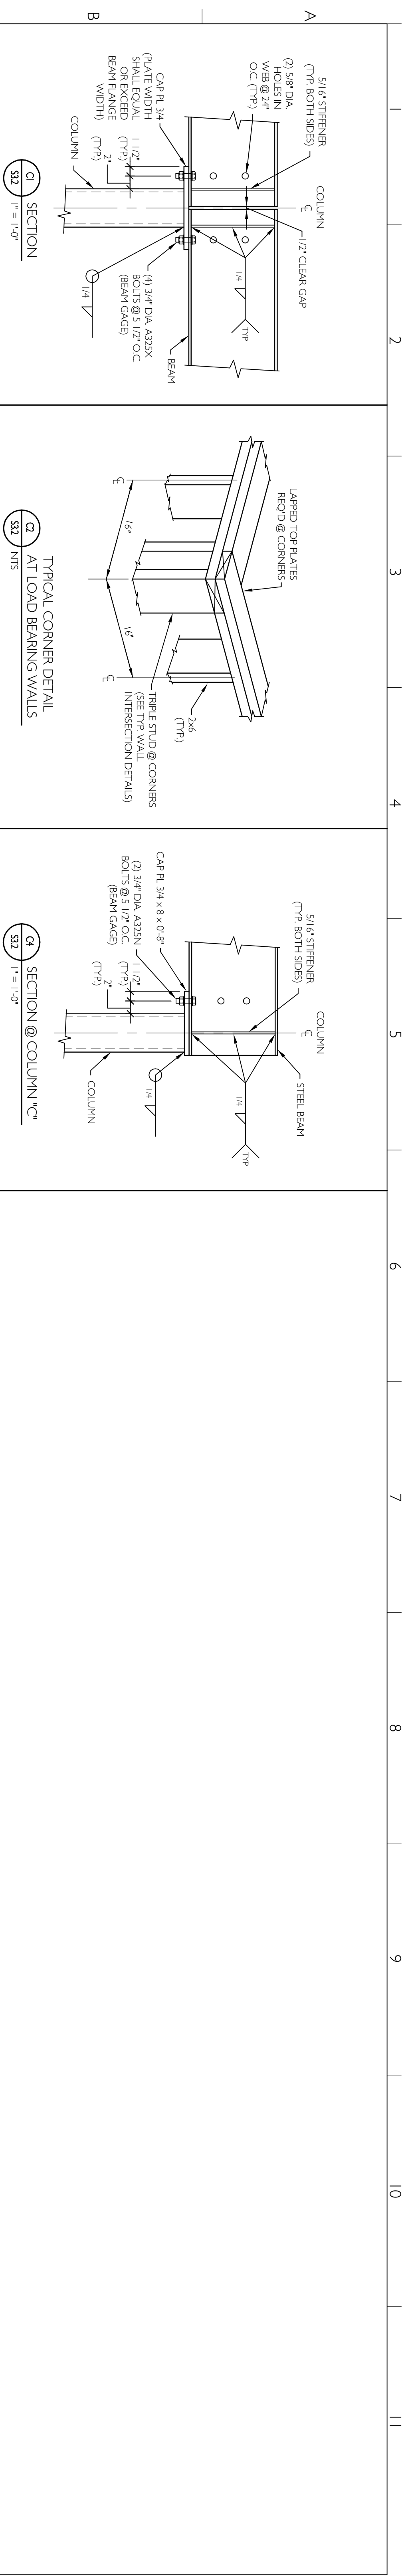 1
2
3
4
5
6
7
8
9
10
11
A
B
5/16" STIFFENER
(TYP. BOTH SIDES)
(2) 5/8" DIA.
HOLES IN
WEB @ 24"
O.C. (TYP.)
COLUMN
℄
1/2" CLEAR GAP
1/4
TYP
BEAM
CAP PL 3/4
(PLATE WIDTH
SHALL EQUAL
OR EXCEED
BEAM FLANGE
WIDTH)
1 1/2"
(TYP.)
2"
(TYP.)
(4) 3/4" DIA. A325X
BOLTS @ 5 1/2" O.C.
(BEAM GAGE)
1/4
COLUMN
C1
S3.2
SECTION
1" = 1'-0"
LAPPED TOP PLATES
REQ'D @ CORNERS
2x6
(TYP.)
TRIPLE STUD @ CORNERS
(SEE TYP. WALL
INTERSECTION DETAILS)
℄
16"
16"
℄
C2
S3.2
TYPICAL CORNER DETAIL
AT LOAD BEARING WALLS
NTS
5/16" STIFFENER
(TYP. BOTH SIDES)
COLUMN
℄
STEEL BEAM
1/4
TYP
CAP PL 3/4 x 8 x 0'-8"
(2) 3/4" DIA. A325N
BOLTS @ 5 1/2" O.C.
(BEAM GAGE)
1 1/2"
(TYP.)
2"
(TYP.)
1/4
COLUMN
C4
S3.2
SECTION @ COLUMN "C"
1" = 1'-0"